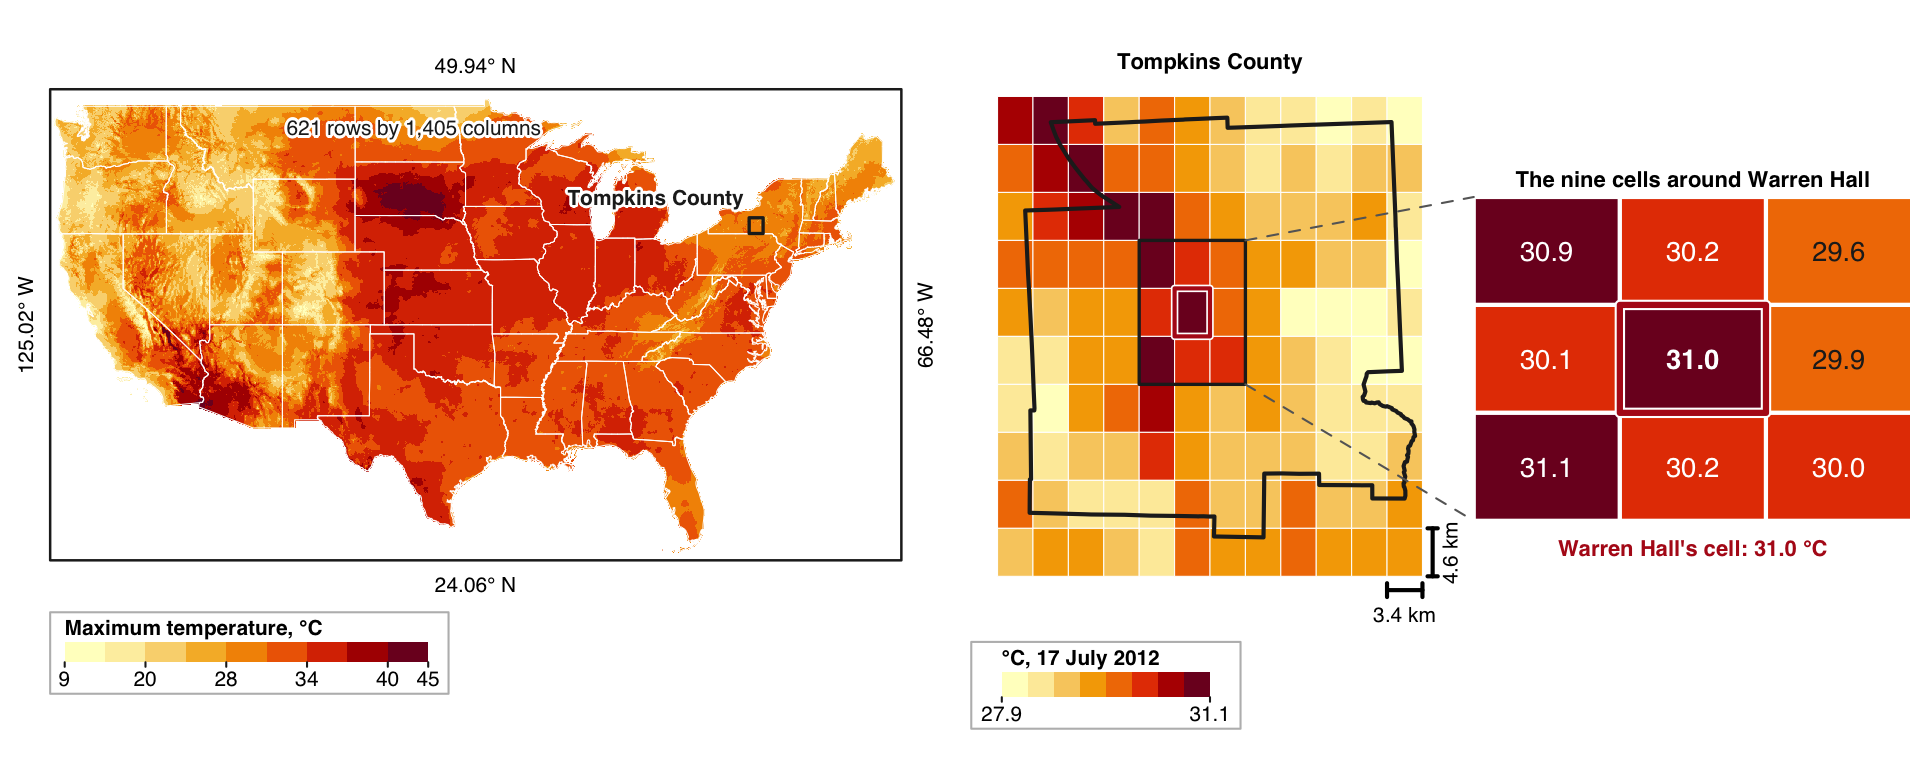 49.94° N
621 rows by 1,405 columns
Tompkins County
125.02° W
66.48° W
24.06° N
Maximum temperature, °C
9 20 28 34 40 45
Tompkins County
4.6 km
3.4 km
°C, 17 July 2012
27.9 31.1
The nine cells around Warren Hall
30.9 30.2 29.6
30.1 31.0 29.9
31.1 30.2 30.0
Warren Hall's cell: 31.0 °C